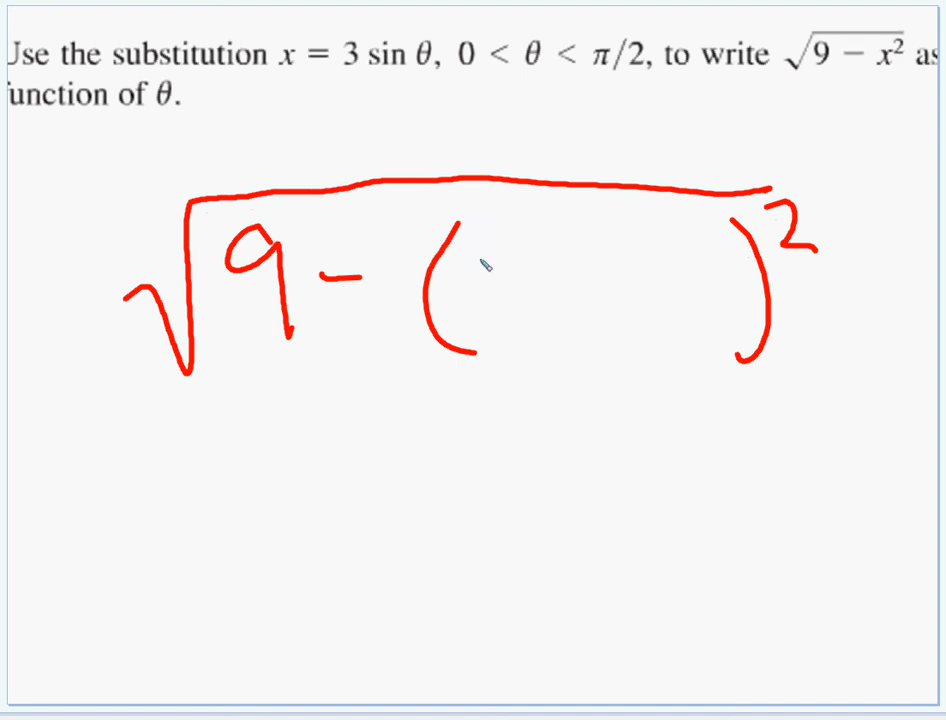 Jse the substitution x = 3 sin θ, 0 < θ < π/2, to write √9 − x² as
unction of θ.
√9 - ( )²